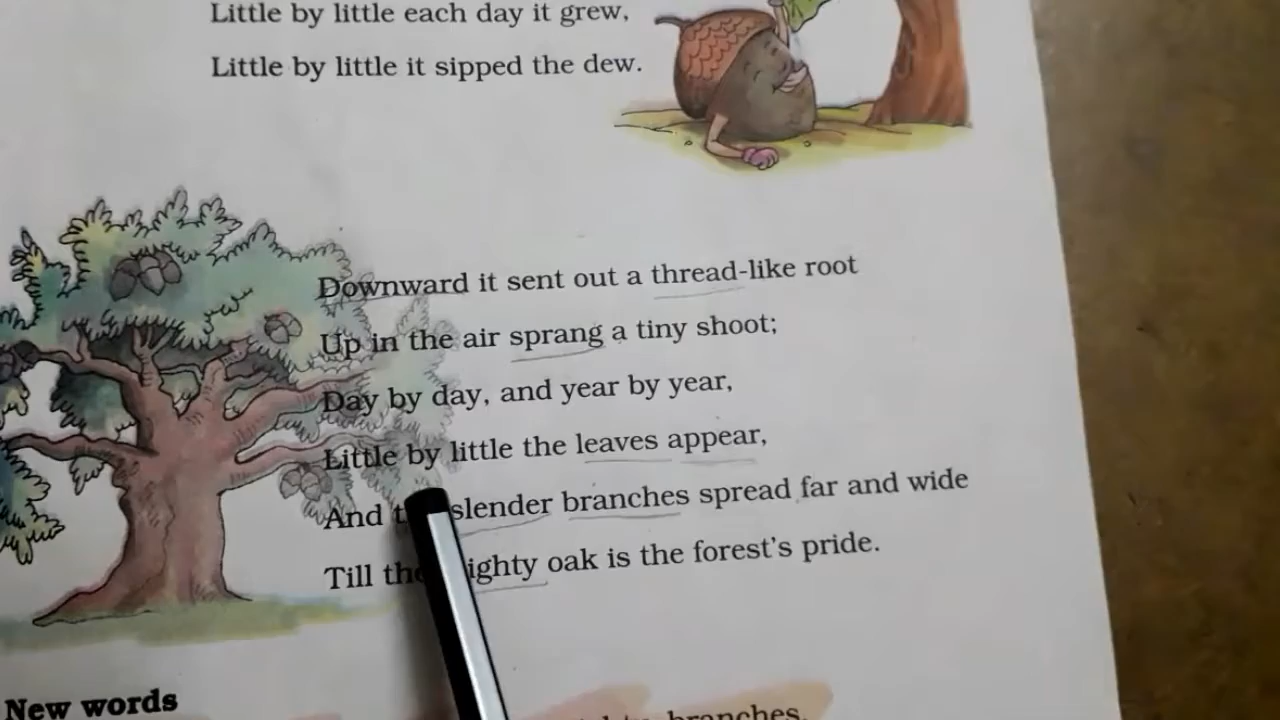 Little by little each day it grew,
Little by little it sipped the dew.
Downward it sent out a thread-like root
Up in the air sprang a tiny shoot;
Day by day, and year by year,
Little by little the leaves appear,
And slender branches spread far and wide
Till oak is the forest's pride.
New words
branches,